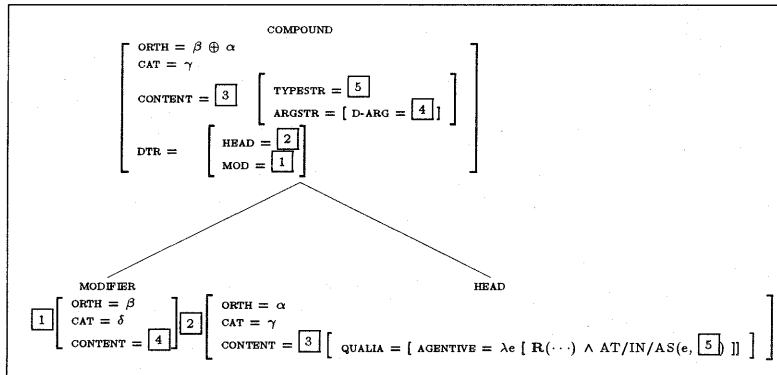 COMPOUND
ORTH = β ⊕ α
CAT = γ
CONTENT = 3
TYPESTR = 5
ARGSTR = [ D-ARG = 4 ]
DTR =
HEAD = 2
MOD = 1
MODIFIER
1
ORTH = β
CAT = δ
CONTENT = 4
HEAD
2
ORTH = α
CAT = γ
CONTENT = 3 [ QUALIA = [ AGENTIVE = λe [ R(···) ∧ AT/IN/AS(e, 5 ) ]] ]